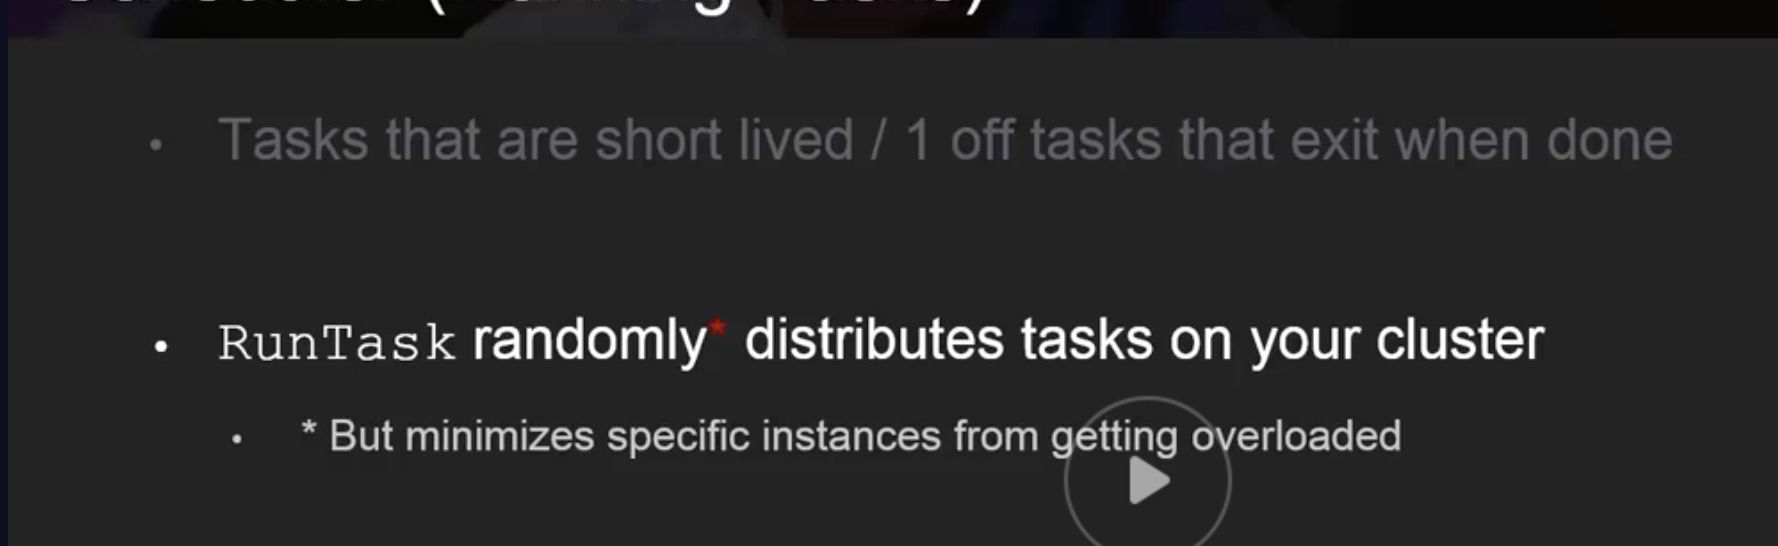 • Tasks that are short lived / 1 off tasks that exit when done
• RunTask randomly* distributes tasks on your cluster
• * But minimizes specific instances from getting overloaded